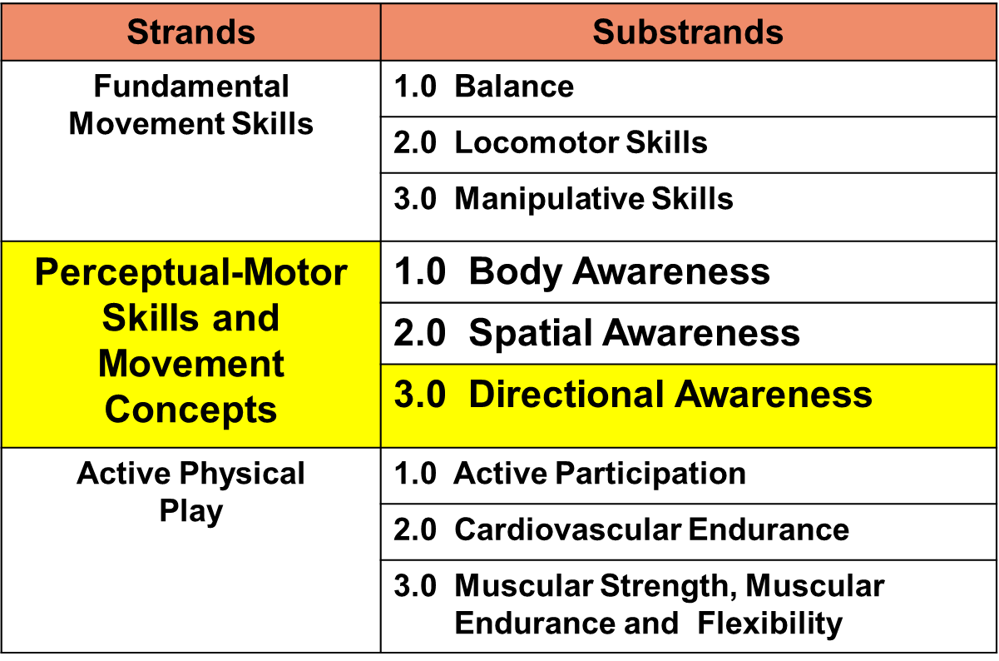 Strands
Substrands
Fundamental
Movement Skills
1.0 Balance
2.0 Locomotor Skills
3.0 Manipulative Skills
Perceptual-Motor
Skills and
Movement
Concepts
1.0 Body Awareness
2.0 Spatial Awareness
3.0 Directional Awareness
Active Physical
Play
1.0 Active Participation
2.0 Cardiovascular Endurance
3.0 Muscular Strength, Muscular
Endurance and Flexibility